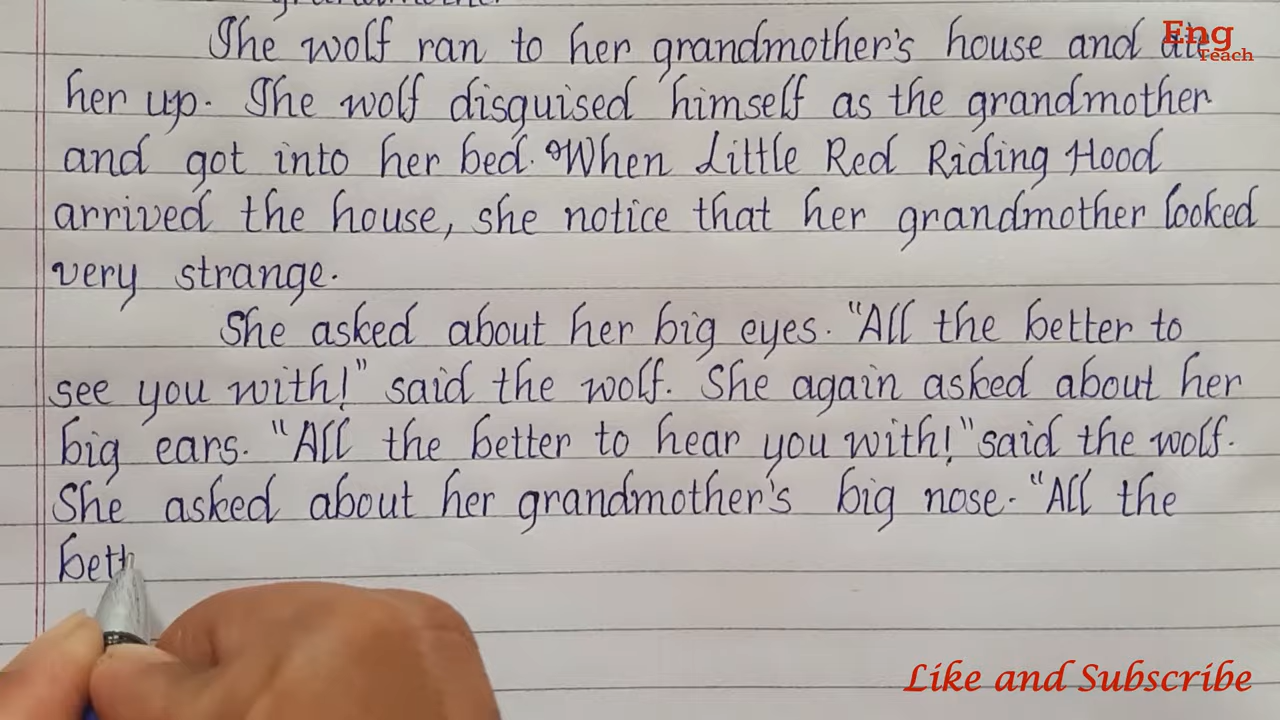 grandmother
The wolf ran to her grandmother's house and ate
her up. The wolf disguised himself as the grandmother
and got into her bed. When Little Red Riding Hood
arrived the house, she notice that her grandmother looked
very strange.
She asked about her big eyes. "All the better to
see you with!" said the wolf. She again asked about her
big ears. "All the better to hear you with!" said the wolf.
She asked about her grandmother's big nose. "All the
bett
Eng
Teach
Like and Subscribe